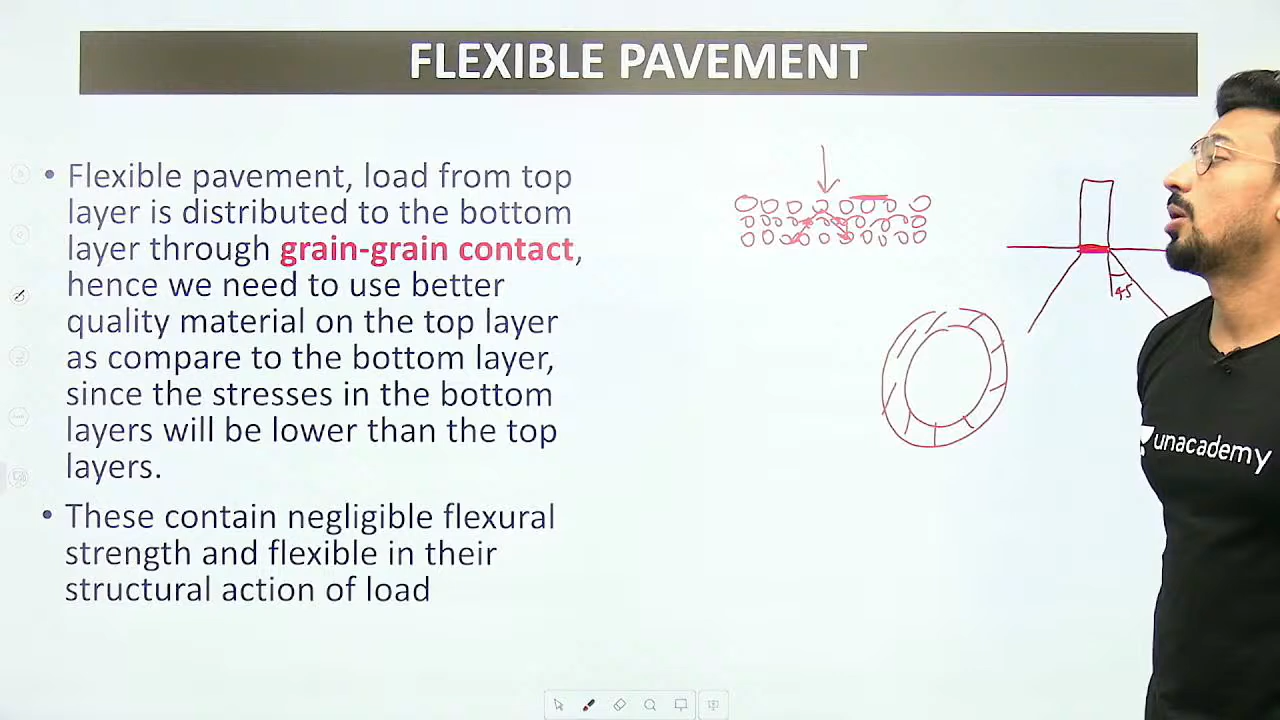 FLEXIBLE PAVEMENT
• Flexible pavement, load from top
layer is distributed to the bottom
layer through grain-grain contact,
hence we need to use better
quality material on the top layer
as compare to the bottom layer,
since the stresses in the bottom
layers will be lower than the top
layers.
• These contain negligible flexural
strength and flexible in their
structural action of load
45
unacademy